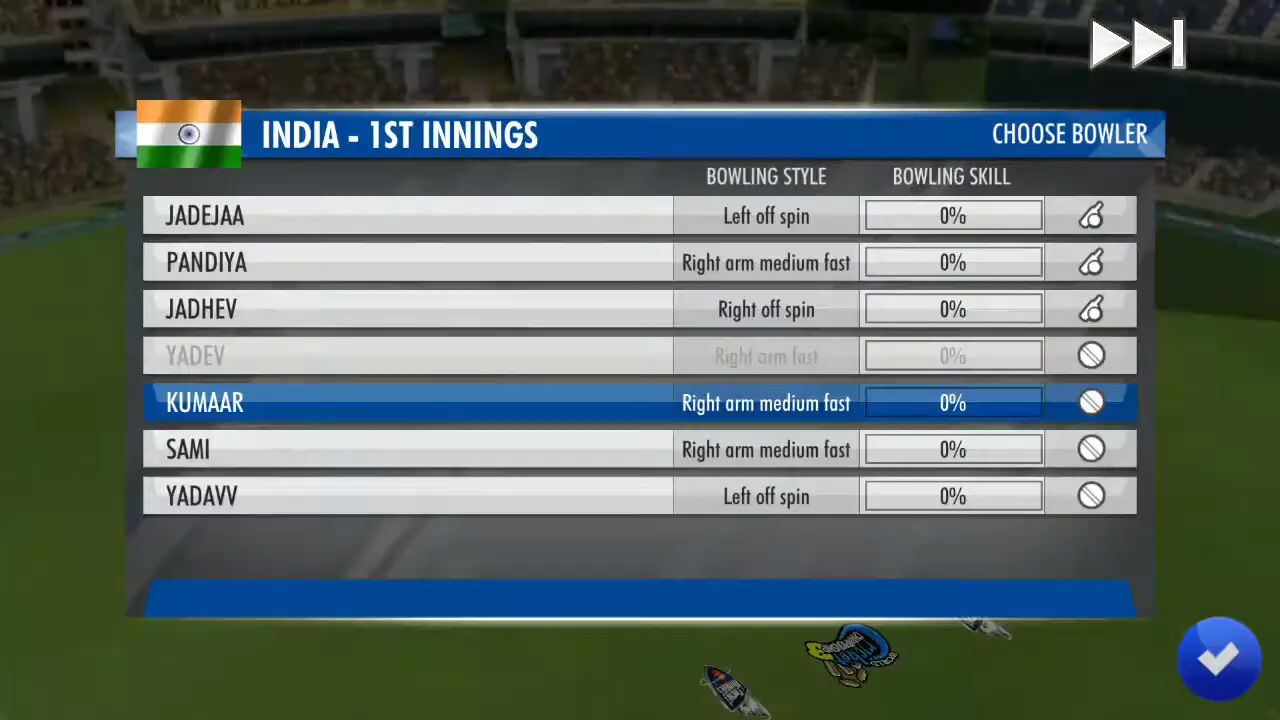 INDIA - 1ST INNINGS CHOOSE BOWLER
BOWLING STYLE BOWLING SKILL
JADEJAA Left off spin 0%
PANDIYA Right arm medium fast 0%
JADHEV Right off spin 0%
YADEV Right arm fast 0%
KUMAAR Right arm medium fast 0%
SAMI Right arm medium fast 0%
YADAVV Left off spin 0%